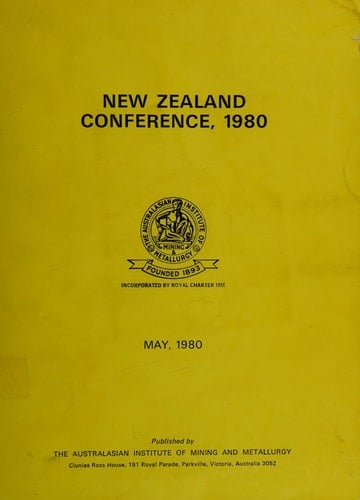 NEW ZEALAND
CONFERENCE, 1980
THE AUSTRALASIAN INSTITUTE OF
MINING
&
METALLURGY
FOUNDED 1893
INCORPORATED BY ROYAL CHARTER 1955
MAY, 1980
Published by
THE AUSTRALASIAN INSTITUTE OF MINING AND METALLURGY
Clunies Ross House, 191 Royal Parade, Parkville, Victoria, Australia 3052